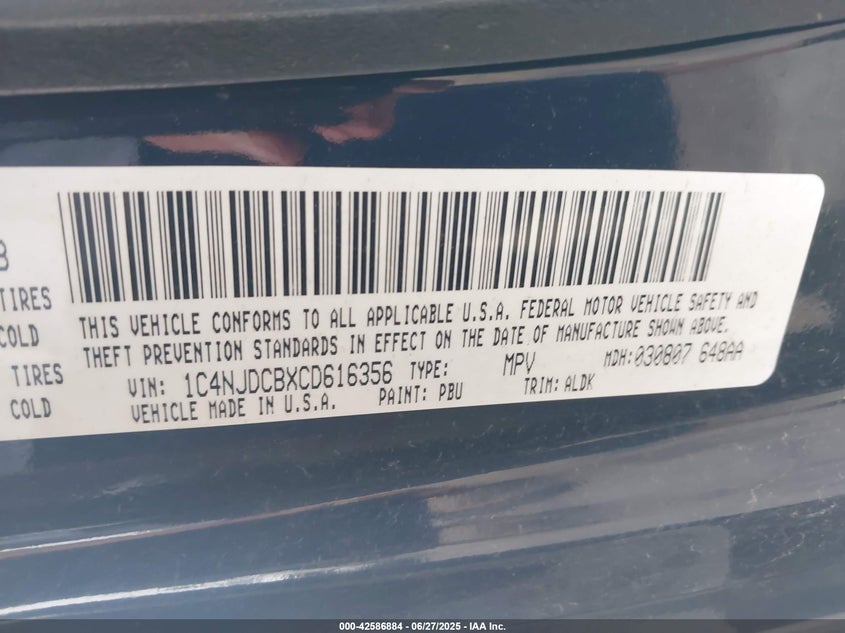 B
TIRES
COLD
TIRES
COLD
THIS VEHICLE CONFORMS TO ALL APPLICABLE U.S.A. FEDERAL MOTOR VEHICLE SAFETY AND
THEFT PREVENTION STANDARDS IN EFFECT ON THE DATE OF MANUFACTURE SHOWN ABOVE.
VIN: 1C4NJDCBXCD616356 TYPE: MPV MDH:030807 648AA
VEHICLE MADE IN U.S.A. PAINT: PBU TRIM: ALDK
000-42586884 | 06/27/2025 - IAA Inc.